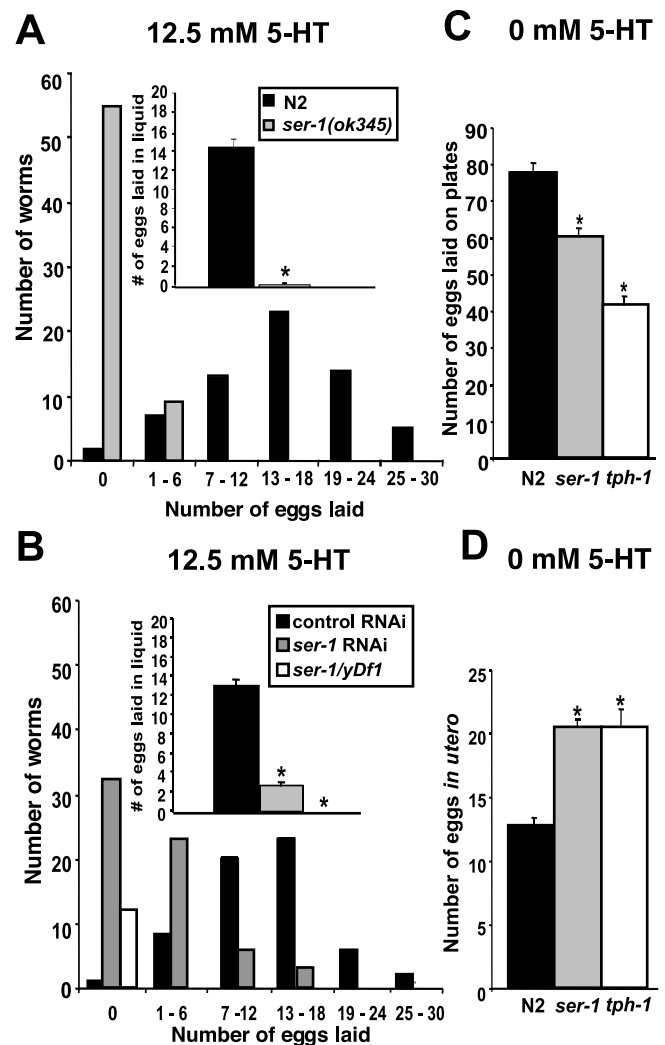 A
12.5 mM 5-HT
Number of worms
60
50
40
30
20
10
0
# of eggs laid in liquid
20
18
16
14
12
10
8
6
4
2
0
N2
ser-1(ok345)
*
0
1 - 6
7 - 12
13 - 18
19 - 24
25 - 30
Number of eggs laid
C
0 mM 5-HT
Number of eggs laid on plates
90
80
70
60
50
40
30
20
10
0
*
*
N2
ser-1
tph-1
B
12.5 mM 5-HT
Number of worms
60
50
40
30
20
10
0
# of eggs laid in liquid
20
18
16
14
12
10
8
6
4
2
0
control RNAi
ser-1 RNAi
ser-1/yDf1
*
*
0
1 - 6
7 - 12
13 - 18
19 - 24
25 - 30
Number of eggs laid
D
0 mM 5-HT
Number of eggs in utero
25
20
15
10
5
0
*
*
N2
ser-1
tph-1